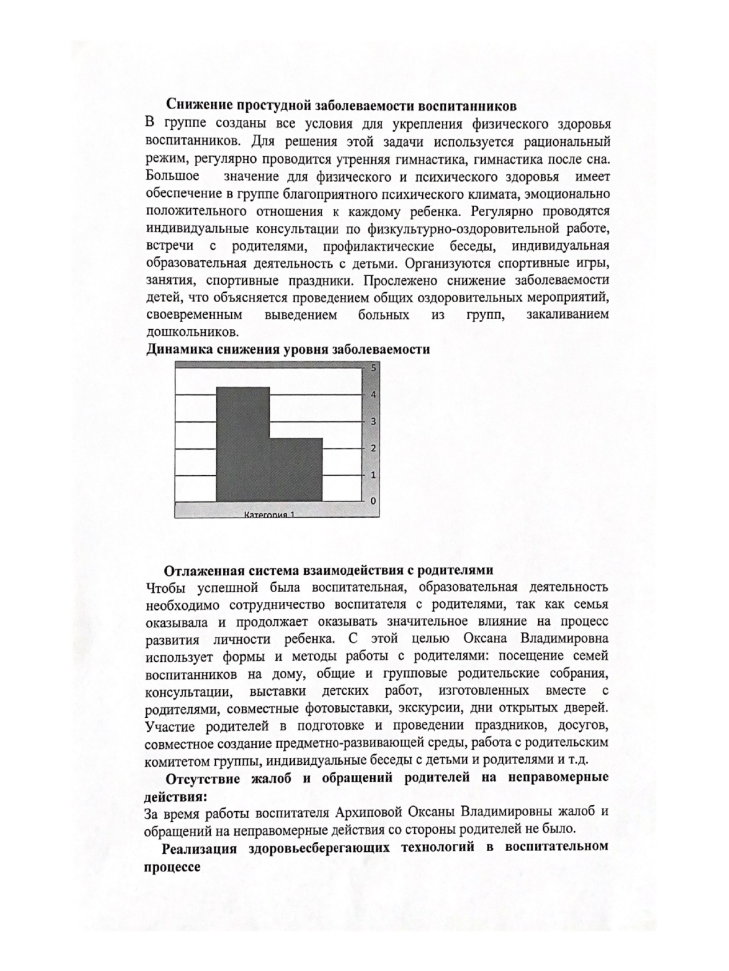 Снижение простудной заболеваемости воспитанников
В группе созданы все условия для укрепления физического здоровья
воспитанников. Для решения этой задачи используется рациональный
режим, регулярно проводится утренняя гимнастика, гимнастика после сна.
Большое значение для физического и психического здоровья имеет
обеспечение в группе благоприятного психического климата, эмоционально
положительного отношения к каждому ребенка. Регулярно проводятся
индивидуальные консультации по физкультурно-оздоровительной работе,
встречи с родителями, профилактические беседы, индивидуальная
образовательная деятельность с детьми. Организуются спортивные игры,
занятия, спортивные праздники. Прослежено снижение заболеваемости
детей, что объясняется проведением общих оздоровительных мероприятий,
своевременным выведением больных из групп, закаливанием
дошкольников.
Динамика снижения уровня заболеваемости
5
4
3
2
1
0
Категория 1
Отлаженная система взаимодействия с родителями
Чтобы успешной была воспитательная, образовательная деятельность
необходимо сотрудничество воспитателя с родителями, так как семья
оказывала и продолжает оказывать значительное влияние на процесс
развития личности ребенка. С этой целью Оксана Владимировна
использует формы и методы работы с родителями: посещение семей
воспитанников на дому, общие и групповые родительские собрания,
консультации, выставки детских работ, изготовленных вместе с
родителями, совместные фотовыставки, экскурсии, дни открытых дверей.
Участие родителей в подготовке и проведении праздников, досугов,
совместное создание предметно-развивающей среды, работа с родительским
комитетом группы, индивидуальные беседы с детьми и родителями и т.д.
Отсутствие жалоб и обращений родителей на неправомерные
действия:
За время работы воспитателя Архиповой Оксаны Владимировны жалоб и
обращений на неправомерные действия со стороны родителей не было.
Реализация здоровьесберегающих технологий в воспитательном
процессе